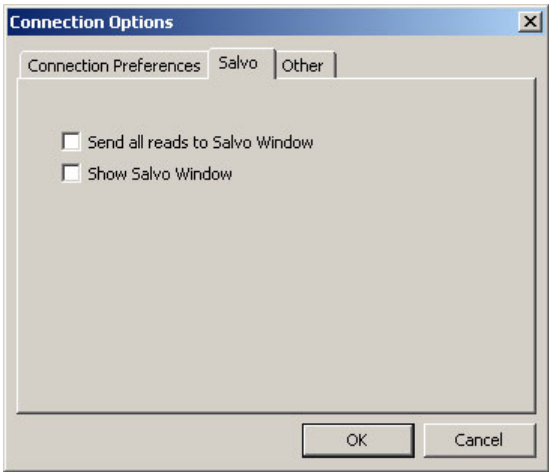 Connection Options
Connection Preferences Salvo Other
Send all reads to Salvo Window
Show Salvo Window
OK Cancel